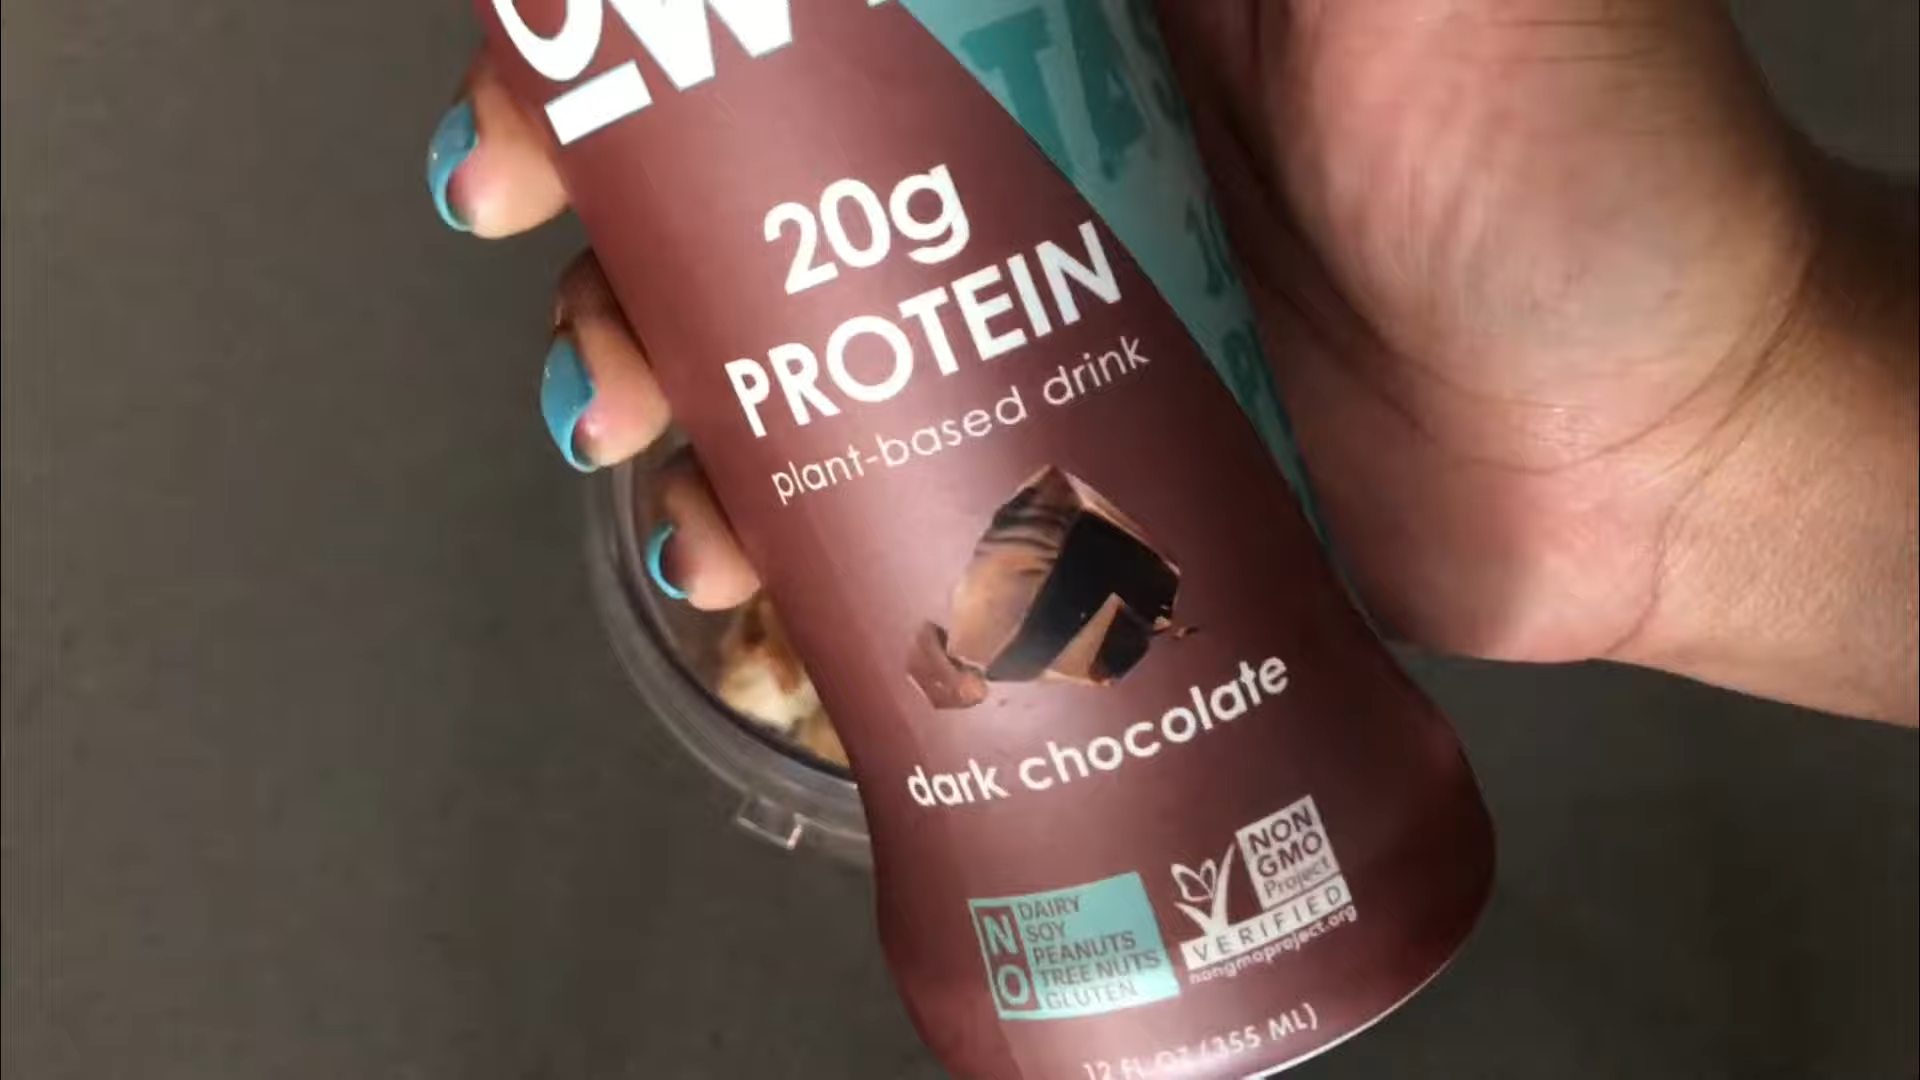 20g
PROTEIN
plant-based drink
dark chocolate
NO
DAIRY
SOY
PEANUTS
TREE NUTS
GLUTEN
NON
GMO
Project
VERIFIED
nongmoproject.org
12 FL OZ (355 ML)